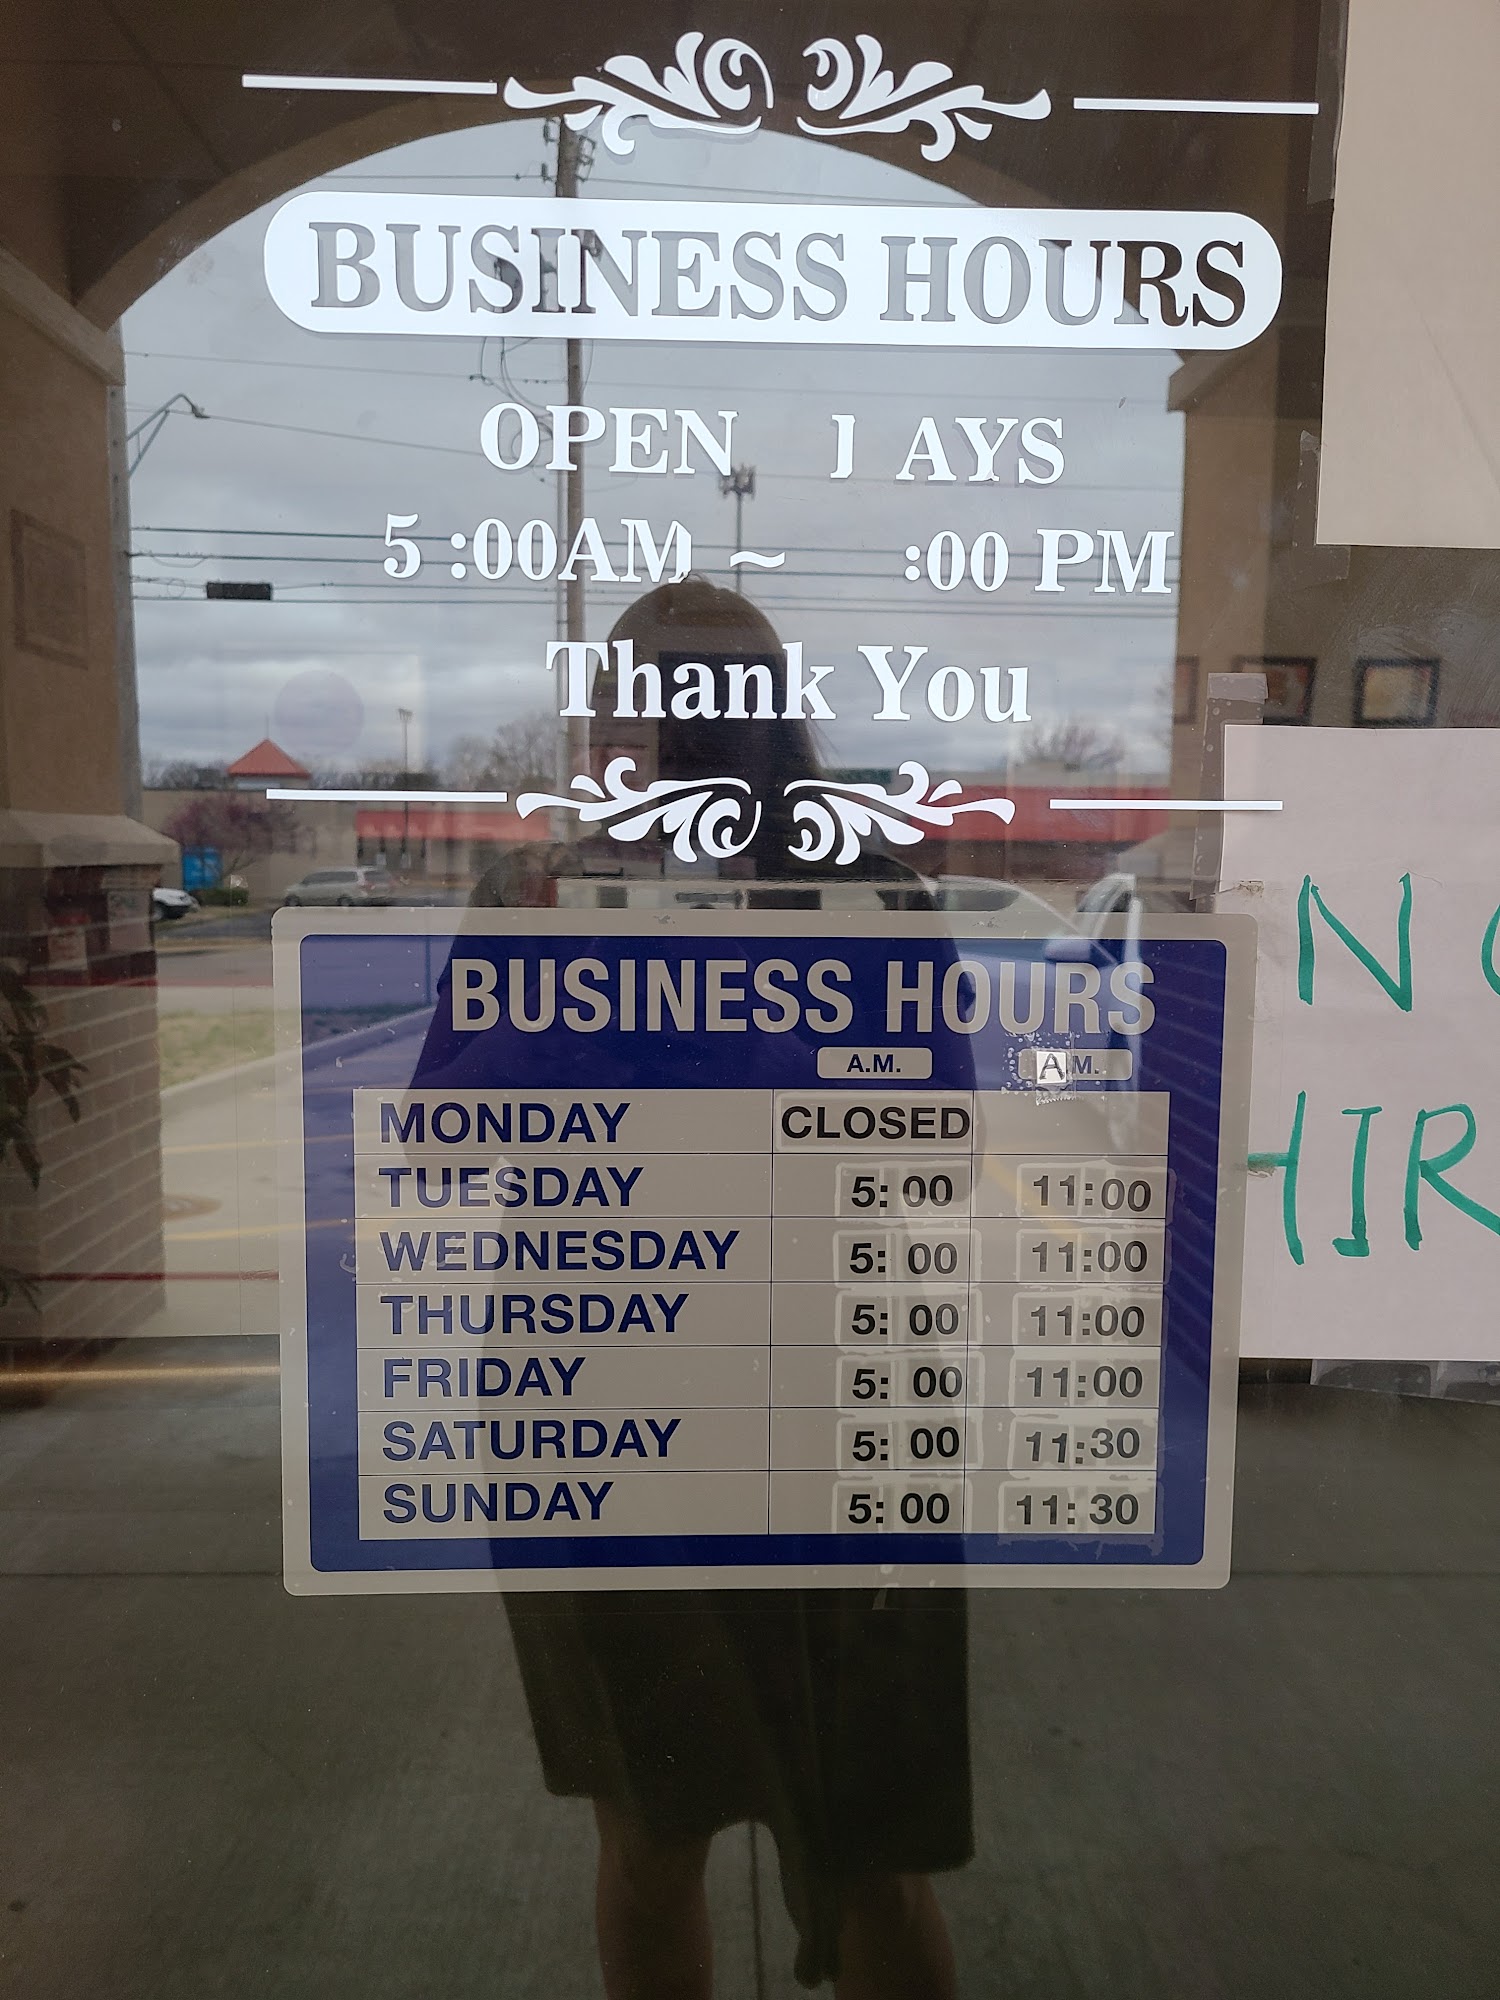 BUSINESS HOURS
OPEN AYS
5 :00AM ~ :00 PM
Thank You
BUSINESS HOURS
A.M. A.M.
MONDAY CLOSED
TUESDAY 5: 00 11:00
WEDNESDAY 5: 00 11:00
THURSDAY 5: 00 11:00
FRIDAY 5: 00 11:00
SATURDAY 5: 00 11:30
SUNDAY 5: 00 11: 30
N
HIR